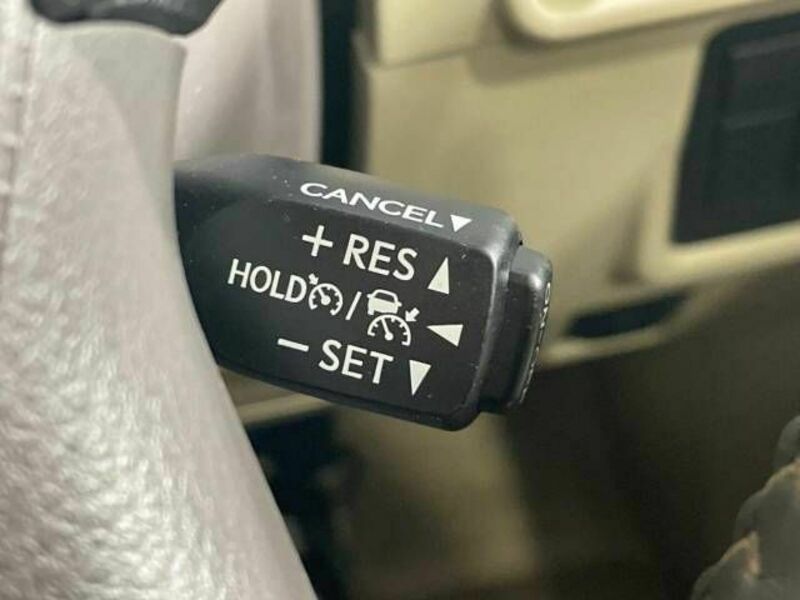 CANCEL▼
+ RES ▲
HOLD / ◀
− SET ▼